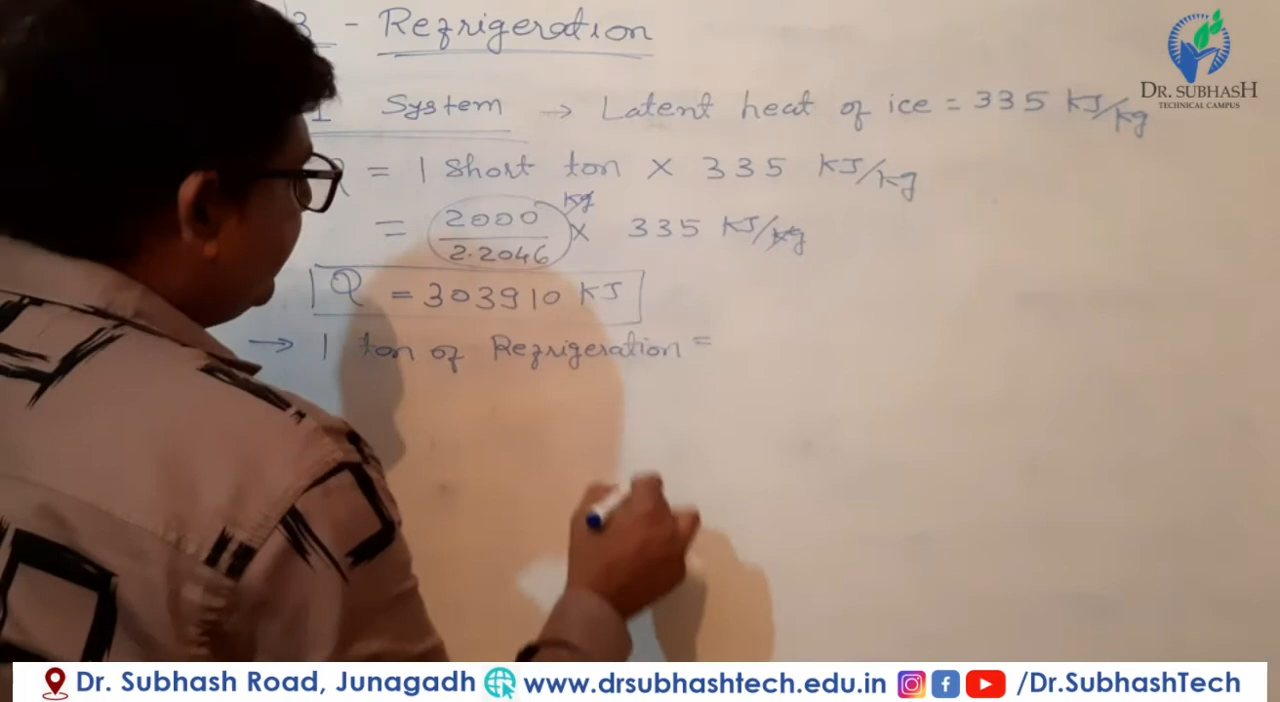 3 - Refrigeration
I System → Latent heat of ice = 335 KJ/kg
= 1 Short ton × 335 KJ/kg
= 2000/2.2046 kg × 335 KJ/kg
Q = 303910 KJ
→ 1 ton of Refrigeration =
DR. SUBHASH
TECHNICAL CAMPUS
Dr. Subhash Road, Junagadh www.drsubhashtech.edu.in /Dr.SubhashTech